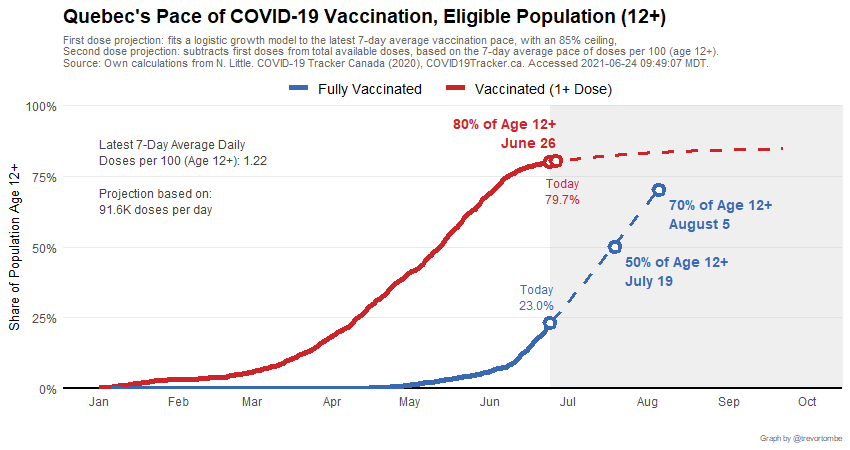 Quebec's Pace of COVID-19 Vaccination, Eligible Population (12+)
First dose projection: fits a logistic growth model to the latest 7-day average vaccination pace, with an 85% ceiling,
Second dose projection: subtracts first doses from total available doses, based on the 7-day average pace of doses per 100 (age 12+).
Source: Own calculations from N. Little. COVID-19 Tracker Canada (2020), COVID19Tracker.ca. Accessed 2021-06-24 09:49:07 MDT.
Fully Vaccinated
Vaccinated (1+ Dose)
Share of Population Age 12+
100%
75%
50%
25%
0%
Latest 7-Day Average Daily
Doses per 100 (Age 12+): 1.22
Projection based on:
91.6K doses per day
80% of Age 12+
June 26
Today
79.7%
70% of Age 12+
August 5
50% of Age 12+
July 19
Today
23.0%
Jan
Feb
Mar
Apr
May
Jun
Jul
Aug
Sep
Oct
Graph by @trevortombe